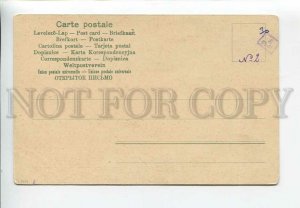 Carte postale
Levelező-Lap — Post card — Briefkaart
Brefkort — Postkarte
Cartolina postale — Tarjeta postal
Dopisnice — Karta Korespondencyjna
Correspondenzkarte — Dopisnica
Weltpostverein
Union postale universelle — Unione postale universale
ОТКРЫТОЕ ПИСЬМО
№2
NOT FOR COPY